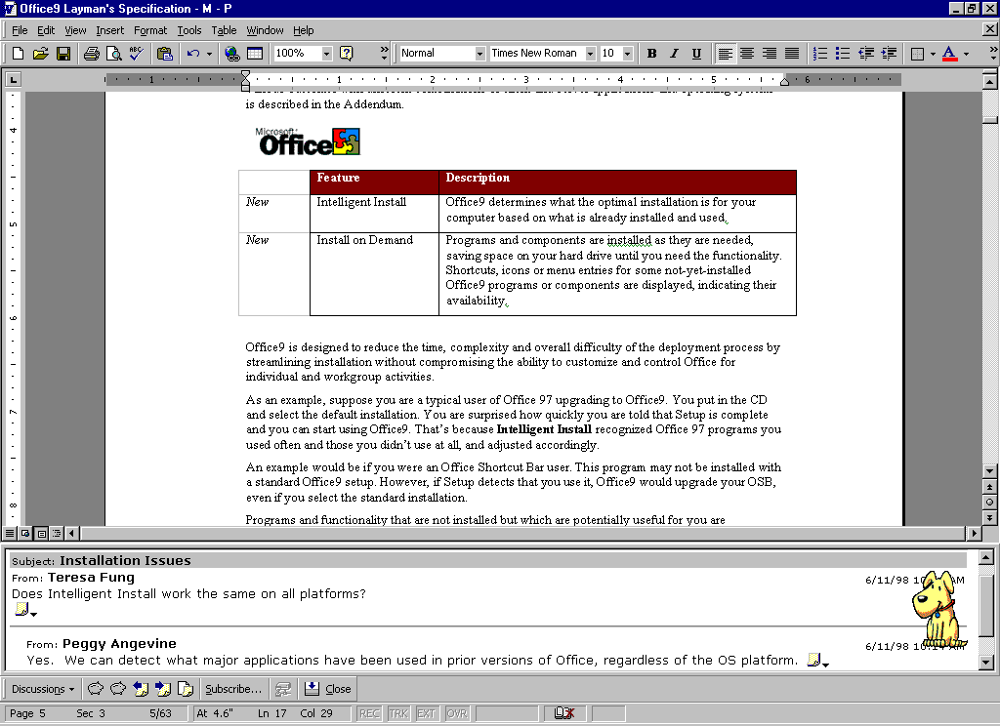 Office9 Layman's Specification - M - P
File Edit View Insert Format Tools Table Window Help
100% Normal Times New Roman 10 B I U A
1 1 2 3 4 5 6
is described in the Addendum.
Microsoft
Office
Feature Description
New Intelligent Install Office9 determines what the optimal installation is for your
computer based on what is already installed and used.
New Install on Demand Programs and components are installed as they are needed,
saving space on your hard drive until you need the functionality.
Shortcuts, icons or menu entries for some not-yet-installed
Office9 programs or components are displayed, indicating their
availability.
Office9 is designed to reduce the time, complexity and overall difficulty of the deployment process by
streamlining installation without compromising the ability to customize and control Office for
individual and workgroup activities.
As an example, suppose you are a typical user of Office 97 upgrading to Office9. You put in the CD
and select the default installation. You are surprised how quickly you are told that Setup is complete
and you can start using Office9. That's because Intelligent Install recognized Office 97 programs you
used often and those you didn't use at all, and adjusted accordingly.
An example would be if you were an Office Shortcut Bar user. This program may not be installed with
a standard Office9 setup. However, if Setup detects that you use it, Office9 would upgrade your OSB,
even if you select the standard installation.
Programs and functionality that are not installed but which are potentially useful for you are
4
5
6
7
8
Subject: Installation Issues
From: Teresa Fung 6/11/98
Does Intelligent Install work the same on all platforms?
From: Peggy Angevine 6/11/98
Yes. We can detect what major applications have been used in prior versions of Office, regardless of the OS platform.
Discussions Subscribe... Close
Page 5 Sec 3 5/63 At 4.6" Ln 17 Col 29 REC TRK EXT OVR